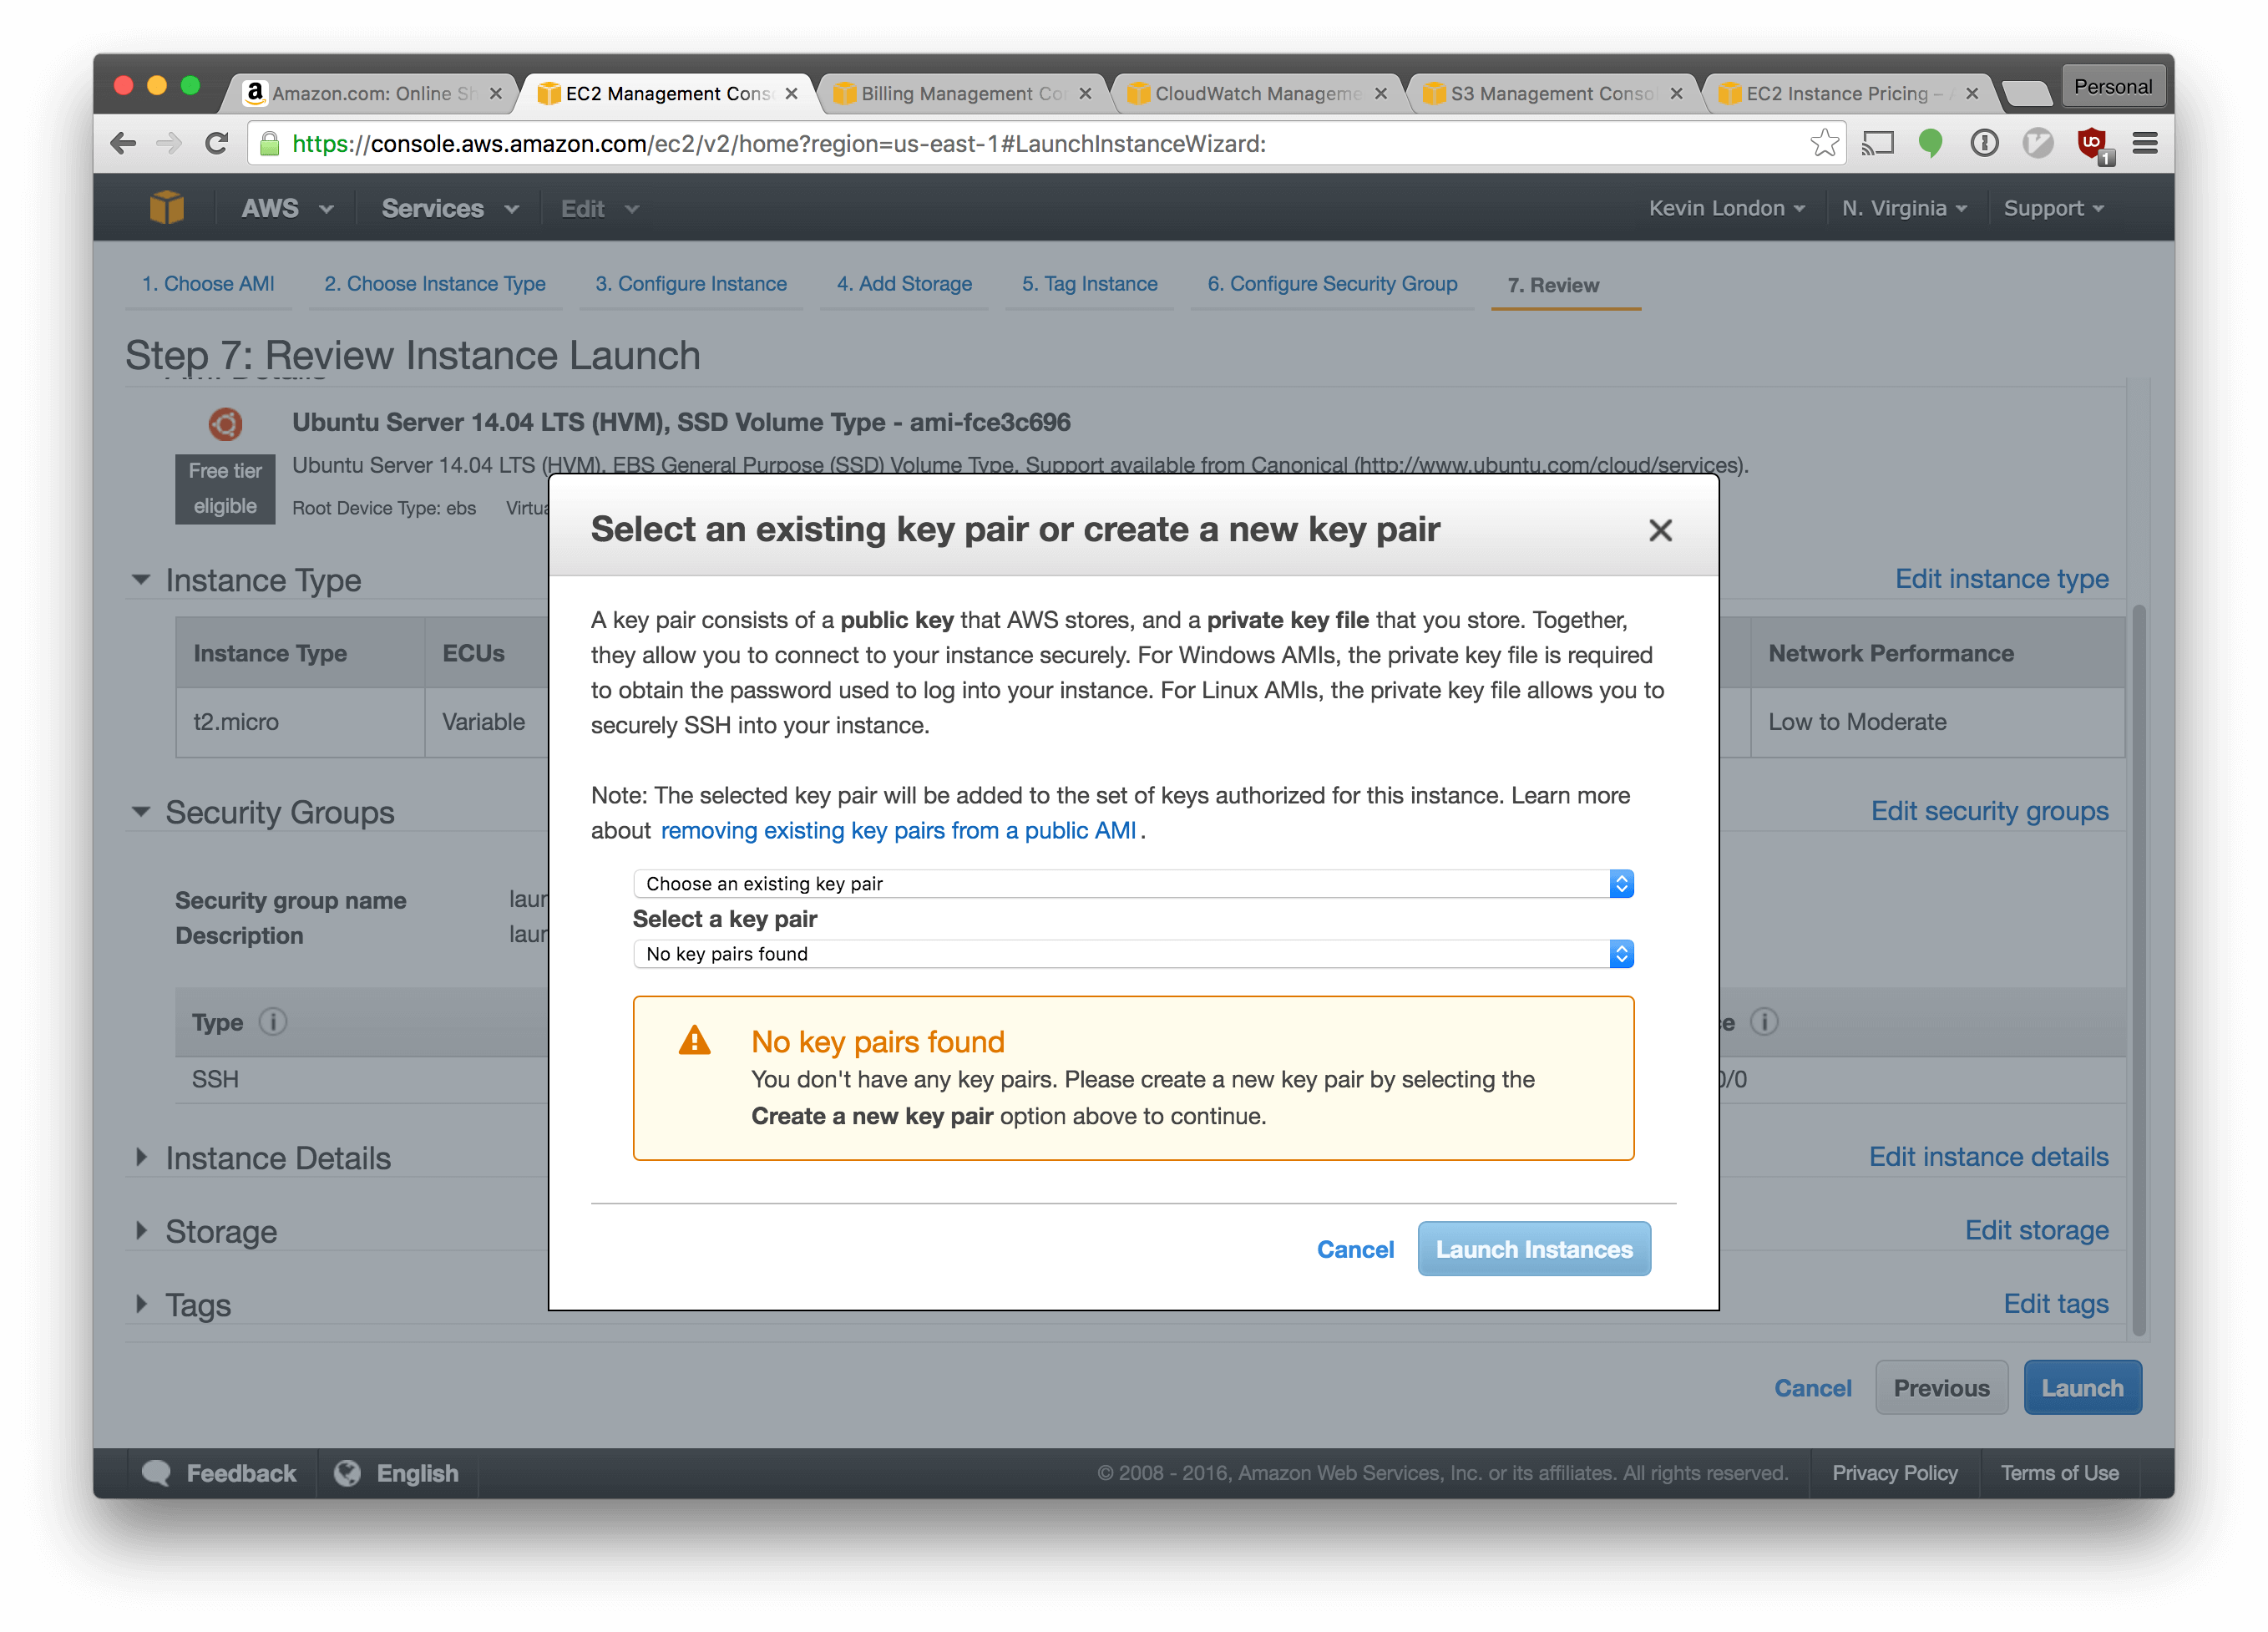 Amazon.com: Online Sh
EC2 Management Cons
Billing Management Co
CloudWatch Manageme
S3 Management Conso
EC2 Instance Pricing –
Personal
https://console.aws.amazon.com/ec2/v2/home?region=us-east-1#LaunchInstanceWizard:
1
AWS Services Edit Kevin London N. Virginia Support
1. Choose AMI 2. Choose Instance Type 3. Configure Instance 4. Add Storage 5. Tag Instance 6. Configure Security Group 7. Review
Step 7: Review Instance Launch
Ubuntu Server 14.04 LTS (HVM), SSD Volume Type - ami-fce3c696
Free tier
eligible
Ubuntu Server 14.04 LTS (HVM), EBS General Purpose (SSD) Volume Type. Support available from Canonical (http://www.ubuntu.com/cloud/services).
Root Device Type: ebs Virtua
Instance Type Edit instance type
Instance Type ECUs Network Performance
t2.micro Variable Low to Moderate
Security Groups Edit security groups
Security group name laun
Description laun
Type
SSH 0/0
Instance Details Edit instance details
Storage Edit storage
Tags Edit tags
Select an existing key pair or create a new key pair
A key pair consists of a public key that AWS stores, and a private key file that you store. Together,
they allow you to connect to your instance securely. For Windows AMIs, the private key file is required
to obtain the password used to log into your instance. For Linux AMIs, the private key file allows you to
securely SSH into your instance.
Note: The selected key pair will be added to the set of keys authorized for this instance. Learn more
about removing existing key pairs from a public AMI .
Choose an existing key pair
Select a key pair
No key pairs found
No key pairs found
You don't have any key pairs. Please create a new key pair by selecting the
Create a new key pair option above to continue.
Cancel Launch Instances
Cancel Previous Launch
Feedback English © 2008 - 2016, Amazon Web Services, Inc. or its affiliates. All rights reserved. Privacy Policy Terms of Use